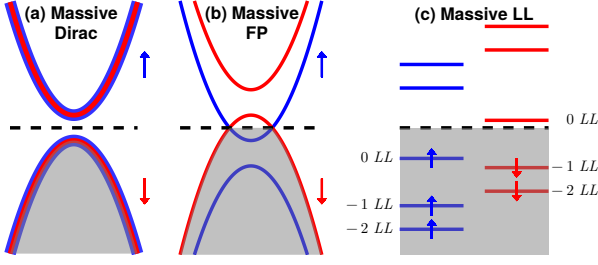 (a) Massive
Dirac
(b) Massive
FP
(c) Massive LL
0 LL
0 LL
−1 LL
−2 LL
−1 LL
−2 LL